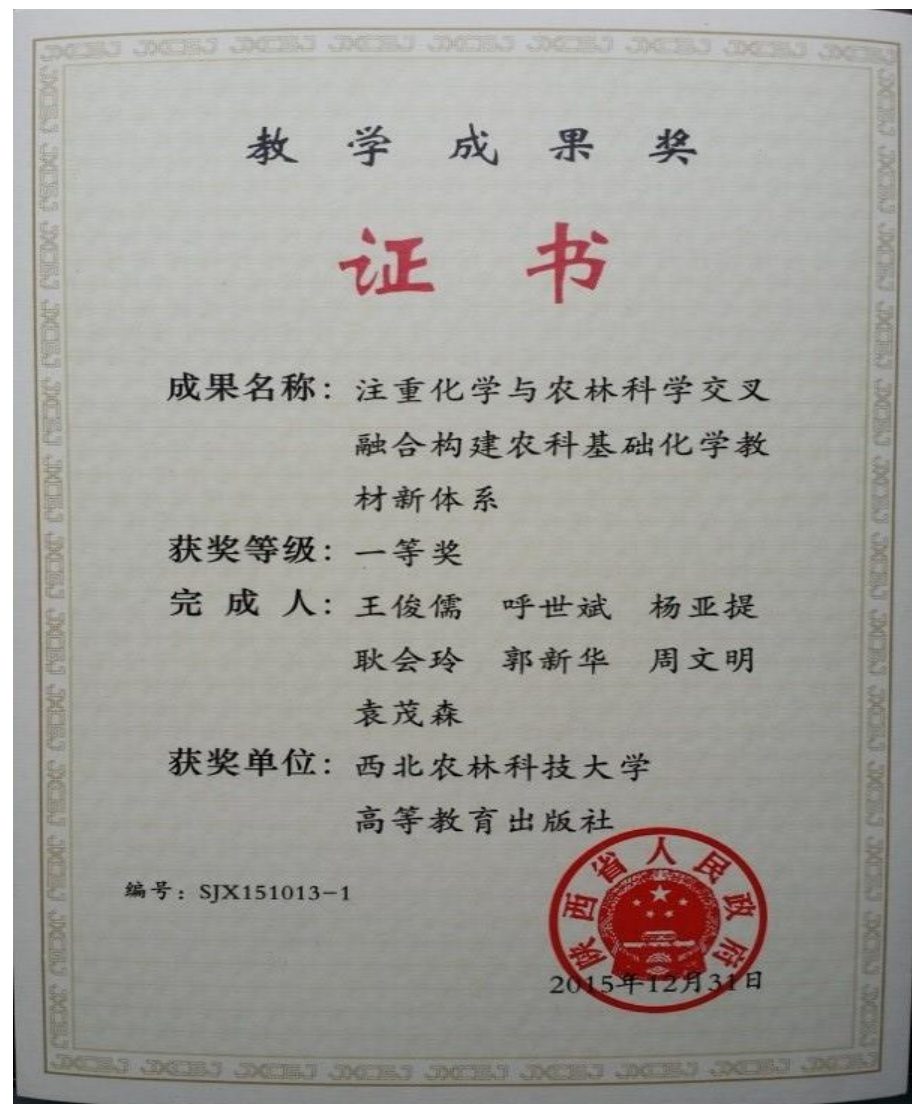 教学成果奖
证书
成果名称：注重化学与农林科学交叉
融合构建农科基础化学教
材新体系
获奖等级：一等奖
完成人：王俊儒 呼世斌 杨亚提
耿会玲 郭新华 周文明
袁茂森
获奖单位：西北农林科技大学
高等教育出版社
编号：SJX151013-1
陕西省人民政府
2015年12月31日